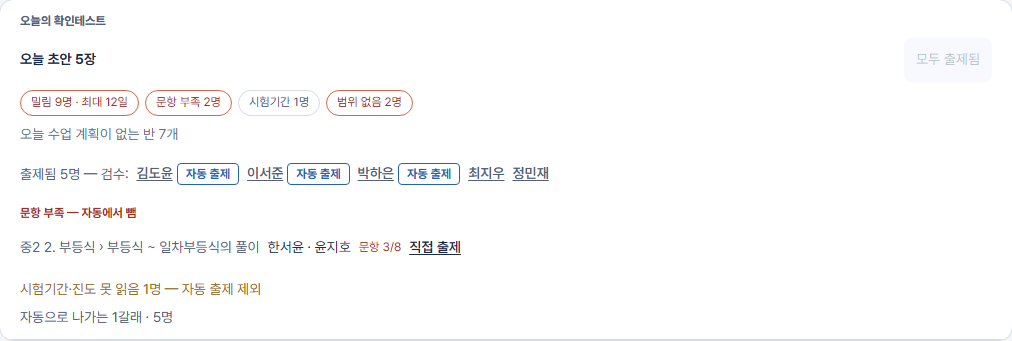 오늘의 확인테스트
오늘 초안 5장
모두 출제됨
밀림 9명 · 최대 12일 문항 부족 2명 시험기간 1명 범위 없음 2명
오늘 수업 계획이 없는 반 7개
출제됨 5명 — 검수: 김도윤 자동 출제 이서준 자동 출제 박하은 자동 출제 최지우 정민재
문항 부족 — 자동에서 뺌
중2 2. 부등식 › 부등식 ~ 일차부등식의 풀이 한서윤 · 윤지호 문항 3/8 직접 출제
시험기간·진도 못 읽음 1명 — 자동 출제 제외
자동으로 나가는 1갈래 · 5명